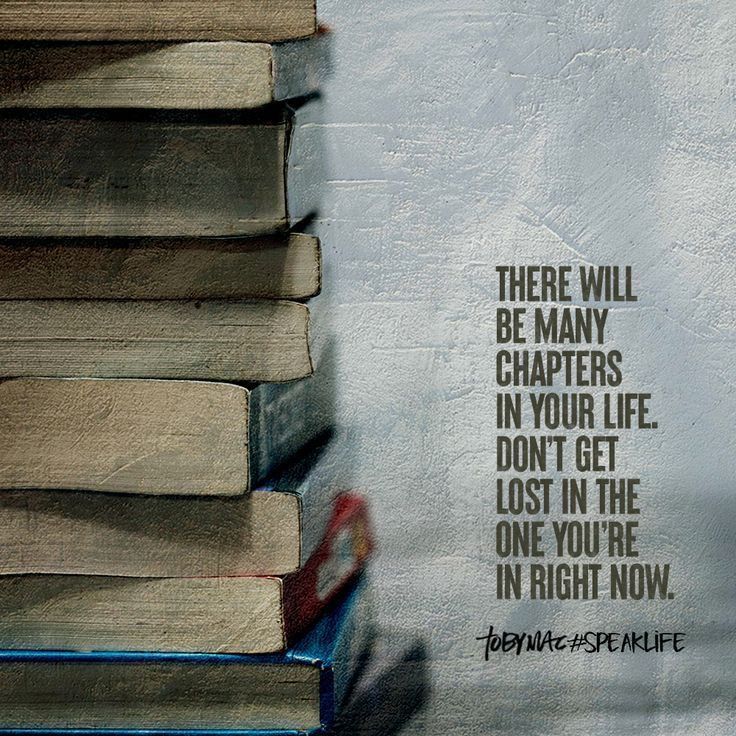 THERE WILL
BE MANY
CHAPTERS
IN YOUR LIFE.
DON'T GET
LOST IN THE
ONE YOU'RE
IN RIGHT NOW.
TOBYMAC#SPEAKLIFE